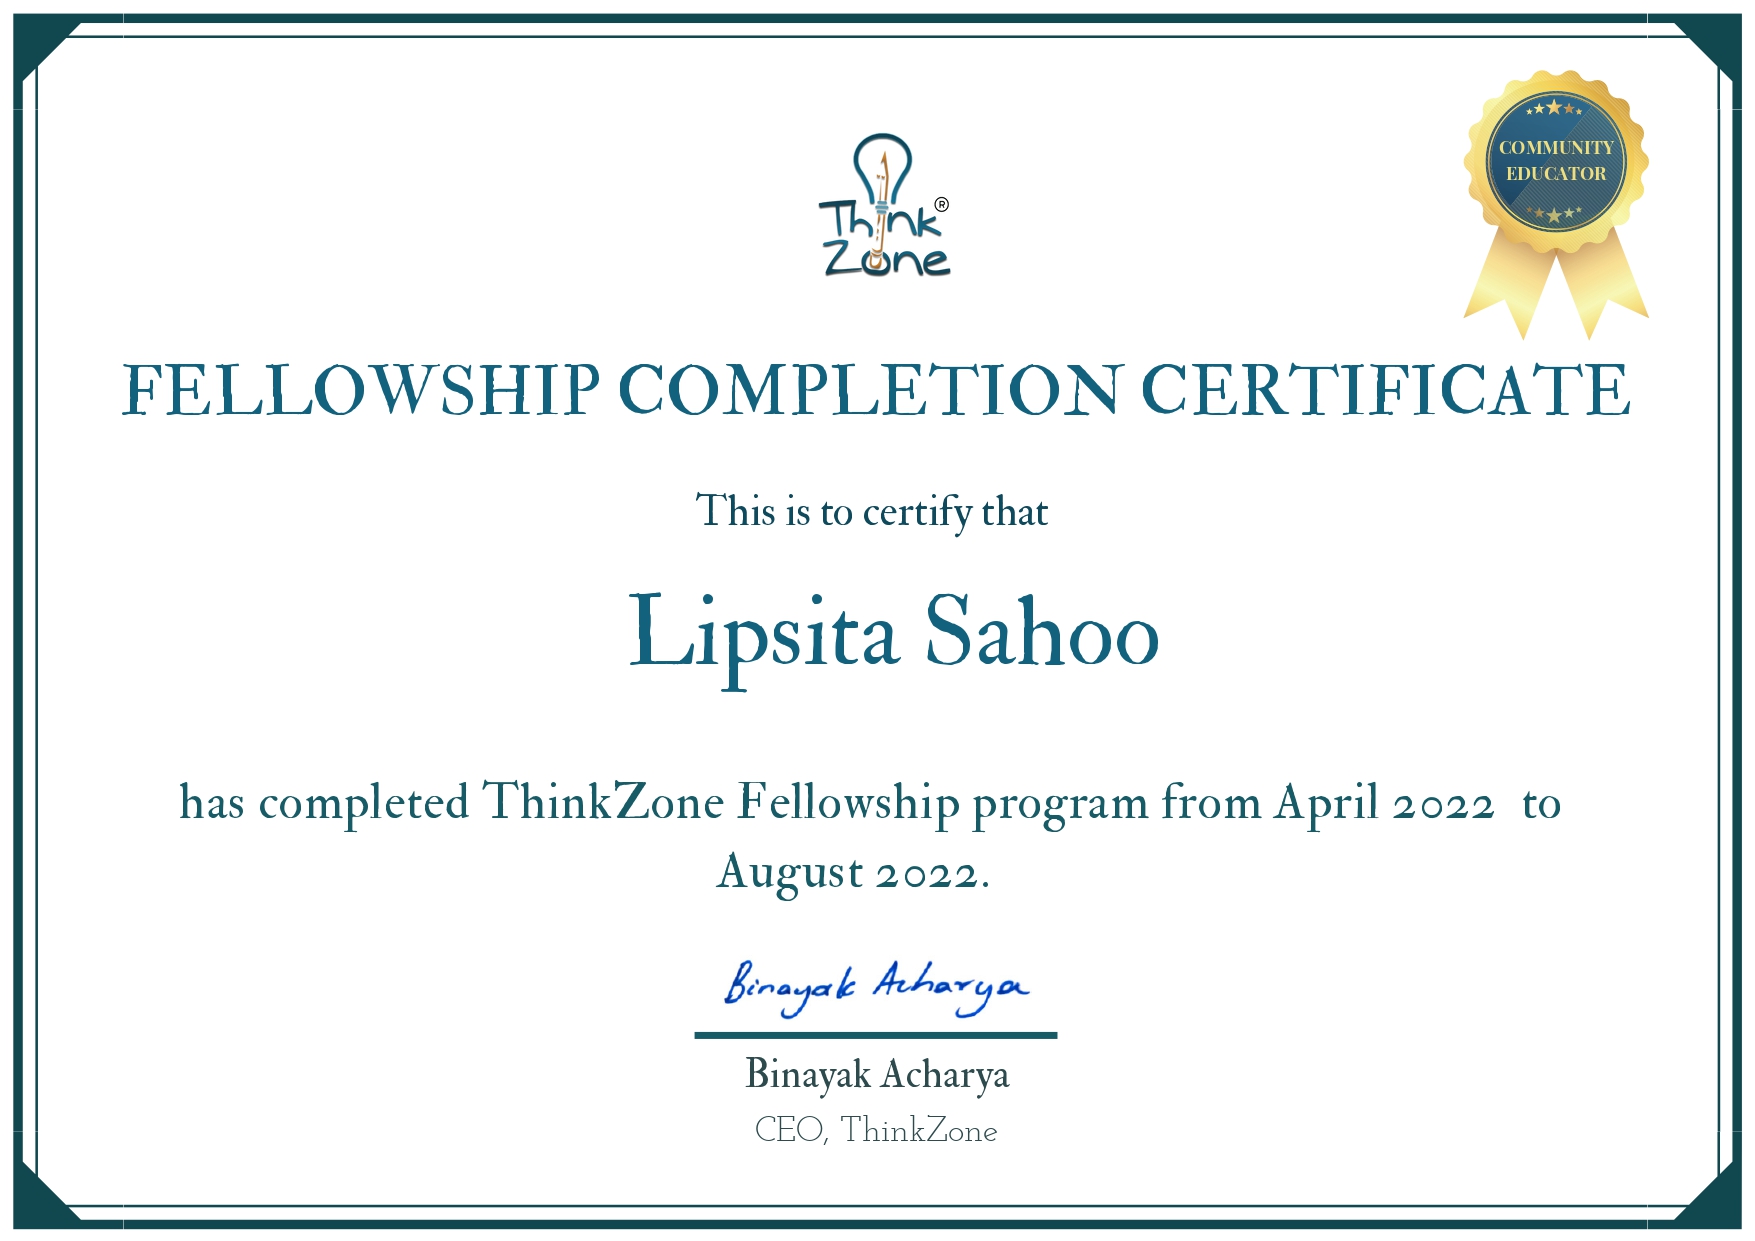 Think®
Zone
COMMUNITY
EDUCATOR
FELLOWSHIP COMPLETION CERTIFICATE
This is to certify that
Lipsita Sahoo
has completed ThinkZone Fellowship program from April 2022 to
August 2022.
Binayak Acharya
Binayak Acharya
CEO, ThinkZone